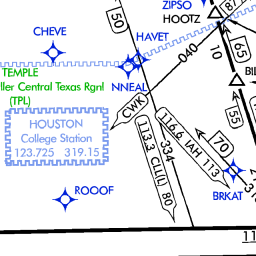 ZIPSO
HOOTZ
50
CHEVE
HAVET
040
65
10
TEMPLE
ller Central Texas Rgnl
(TPL)
NNEAL
BI
CWK
55
HOUSTON
College Station
123.725 319.15
113.3 CLL(L) 80
334
116.6 IAH 113
70
ROOOF
BRKAT